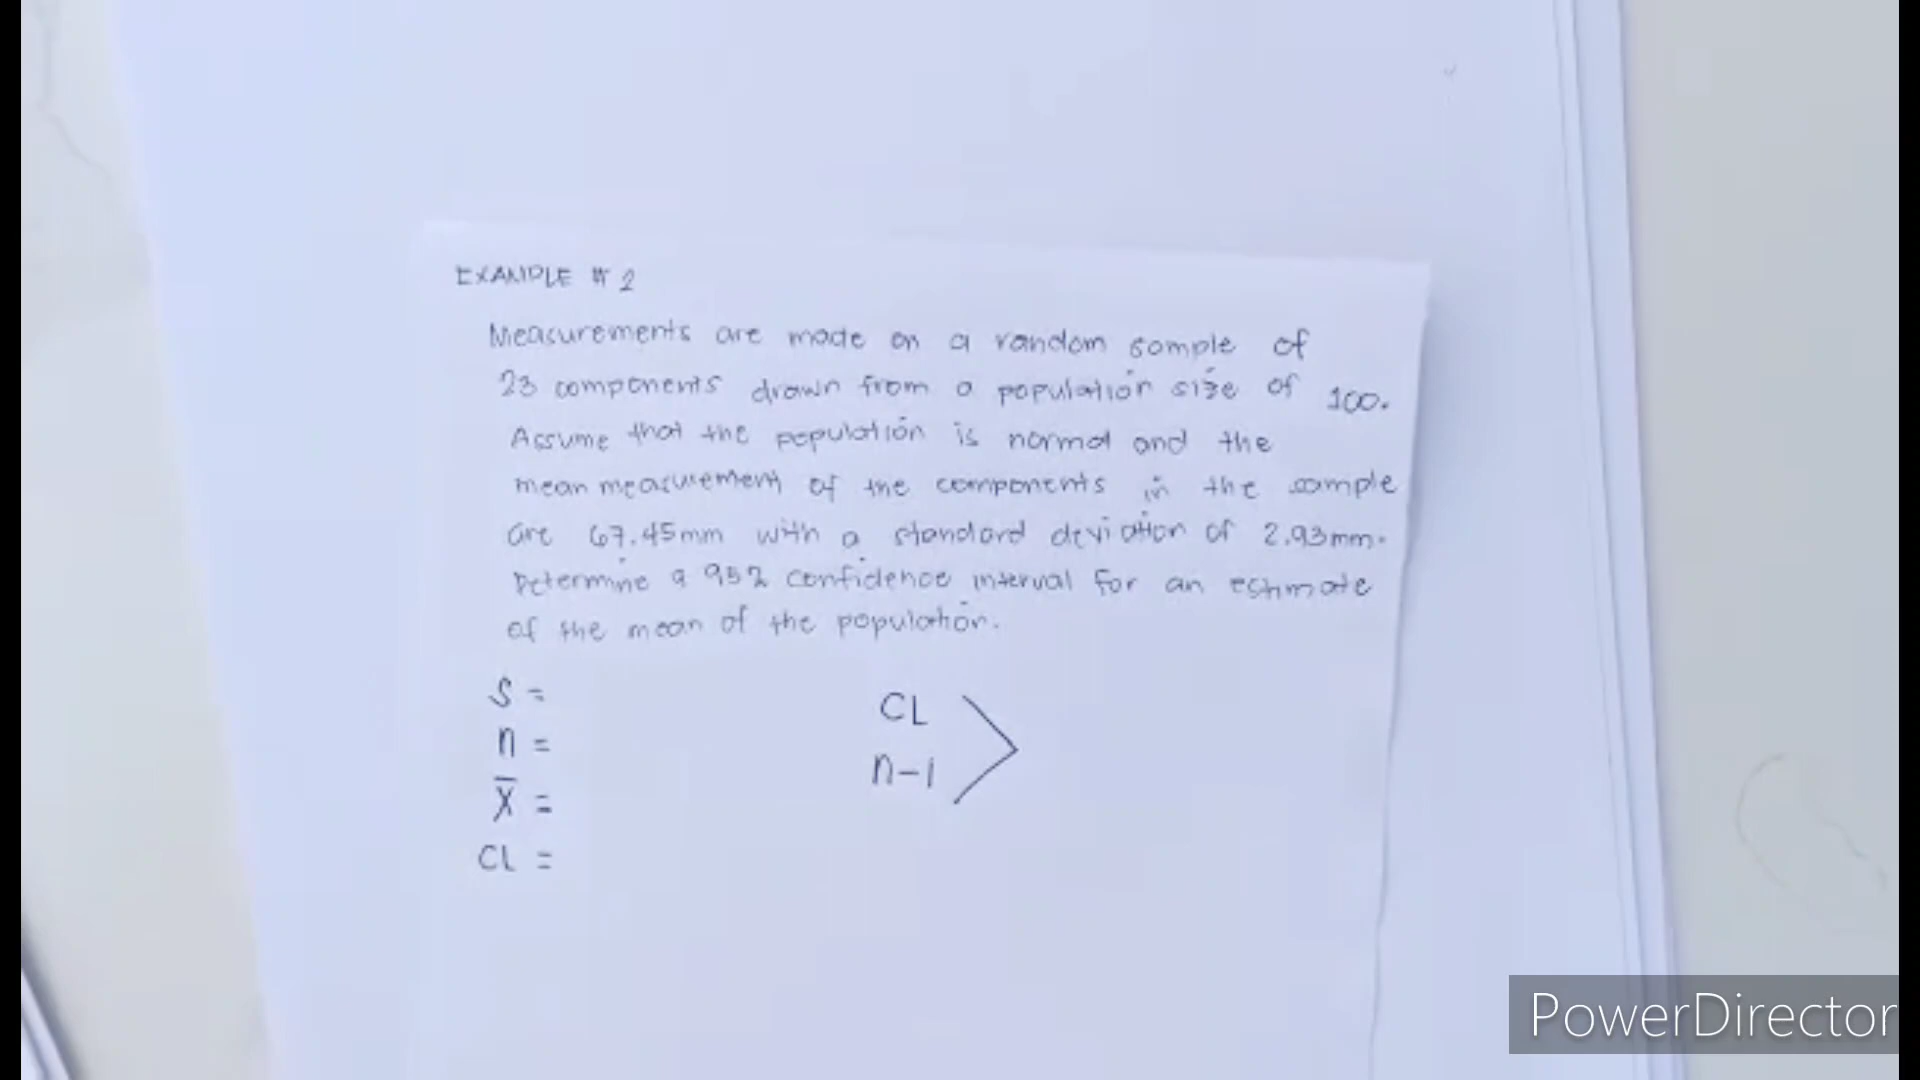 EXAMPLE # 2
Measurements are made on a random sample of
23 components drawn from a population size of 100.
Assume that the population is normal and the
mean measurement of the components in the sample
are 67.45mm with a standard deviation of 2.93mm.
Determine a 95% confidence interval for an estimate
of the mean of the population.
S =
n =
X̅ =
CL =
CL
n-1
PowerDirector